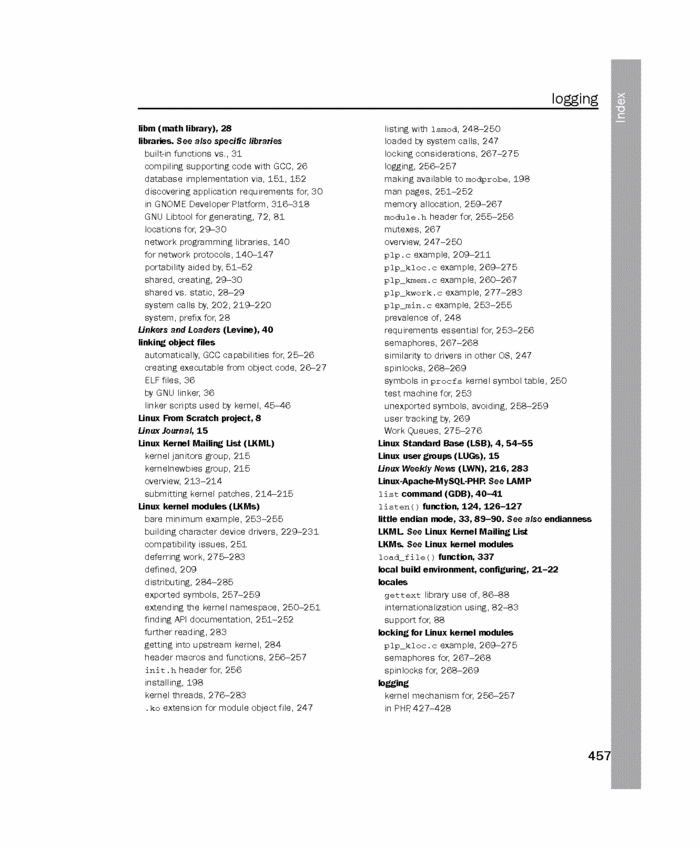 logging
Index
libm (math library), 28
libraries. See also specific libraries
built-in functions vs., 31
compiling supporting code with GCC, 26
database implementation via, 151, 152
discovering application requirements for, 30
in GNOME Developer Platform, 316–318
GNU Libtool for generating, 72, 81
locations for, 29–30
network programming libraries, 140
for network protocols, 140–147
portability aided by, 51–52
shared, creating, 29–30
shared vs. static, 28–29
system calls by, 202, 219–220
system, prefix for, 28
Linkers and Loaders (Levine), 40
linking object files
automatically, GCC capabilities for, 25–26
creating executable from object code, 26–27
ELF files, 36
by GNU linker, 36
linker scripts used by kernel, 45–46
Linux From Scratch project, 8
Linux Journal, 15
Linux Kernel Mailing List (LKML)
kernel janitors group, 215
kernelnewbies group, 215
overview, 213–214
submitting kernel patches, 214–215
Linux kernel modules (LKMs)
bare minimum example, 253–255
building character device drivers, 229–231
compatibility issues, 251
deferring work, 275–283
defined, 209
distributing, 284–285
exported symbols, 257–259
extending the kernel namespace, 250–251
finding API documentation, 251–252
further reading, 283
getting into upstream kernel, 284
header macros and functions, 256–257
init.h header for, 256
installing, 198
kernel threads, 276–283
.ko extension for module object file, 247
listing with lsmod, 248–250
loaded by system calls, 247
locking considerations, 267–275
logging, 256–257
making available to modprobe, 198
man pages, 251–252
memory allocation, 259–267
module.h header for, 255–256
mutexes, 267
overview, 247–250
plp.c example, 209–211
plp_kloc.c example, 269–275
plp_kmem.c example, 260–267
plp_kwork.c example, 277–283
plp_min.c example, 253–255
prevalence of, 248
requirements essential for, 253–256
semaphores, 267–268
similarity to drivers in other OS, 247
spinlocks, 268–269
symbols in procfs kernel symbol table, 250
test machine for, 253
unexported symbols, avoiding, 258–259
user tracking by, 269
Work Queues, 275–276
Linux Standard Base (LSB), 4, 54–55
Linux user groups (LUGs), 15
Linux Weekly News (LWN), 216, 283
Linux-Apache-MySQL-PHP. See LAMP
list command (GDB), 40–41
listen() function, 124, 126–127
little endian mode, 33, 89–90. See also endianness
LKML. See Linux Kernel Mailing List
LKMs. See Linux kernel modules
load_file() function, 337
local build environment, configuring, 21–22
locales
gettext library use of, 86–88
internationalization using, 82–83
support for, 88
locking for Linux kernel modules
plp_kloc.c example, 269–275
semaphores for, 267–268
spinlocks for, 268–269
logging
kernel mechanism for, 256–257
in PHP, 427–428
457